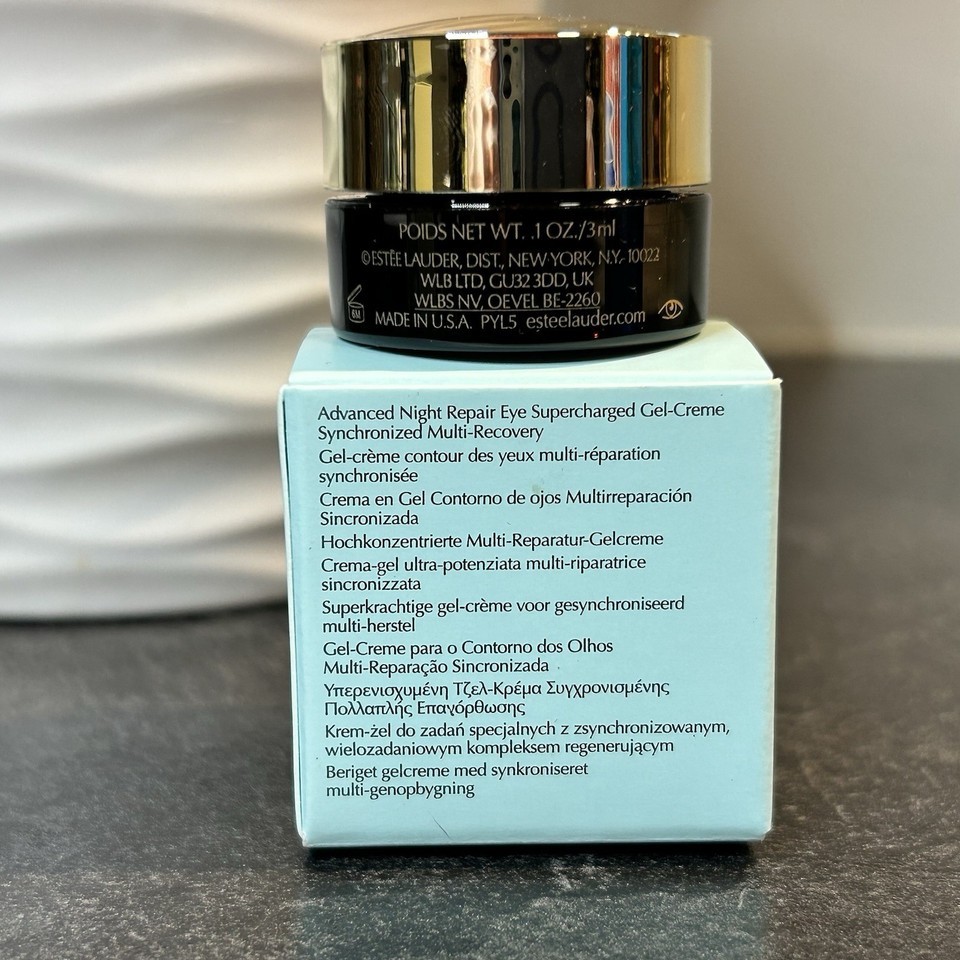 POIDS NET WT. .1 OZ./3ml
©ESTĒE LAUDER, DIST., NEW YORK, N.Y. 10022
WLB LTD, GU32 3DD, UK
WLBS NV, OEVEL BE-2260
6M
MADE IN U.S.A. PYL5 esteelauder.com
Advanced Night Repair Eye Supercharged Gel-Creme
Synchronized Multi-Recovery
Gel-crème contour des yeux multi-réparation
synchronisée
Crema en Gel Contorno de ojos Multirreparación
Sincronizada
Hochkonzentrierte Multi-Reparatur-Gelcreme
Crema-gel ultra-potenziata multi-riparatrice
sincronizzata
Superkrachtige gel-crème voor gesynchroniseerd
multi-herstel
Gel-Creme para o Contorno dos Olhos
Multi-Reparação Sincronizada
Υπερενισχυμένη Τζελ-Κρέμα Συγχρονισμένης
Πολλαπλής Επανόρθωσης
Krem-żel do zadań specjalnych z zsynchronizowanym,
wielozadaniowym kompleksem regenerującym
Beriget gelcreme med synkroniseret
multi-genopbygning